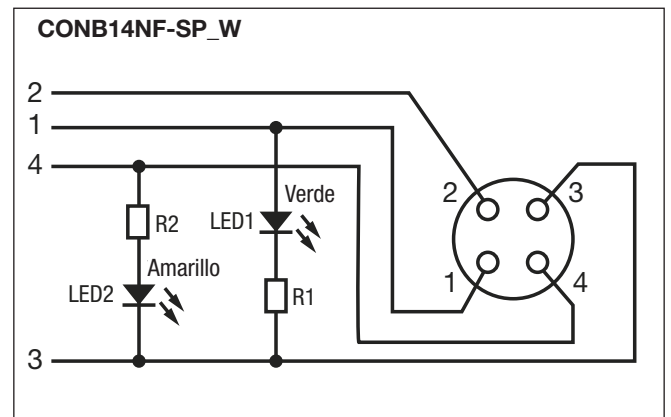 CONB14NF-SP_W
2
1
4
2
3
Verde
LED1
R2
Amarillo
1
4
LED2
R1
3